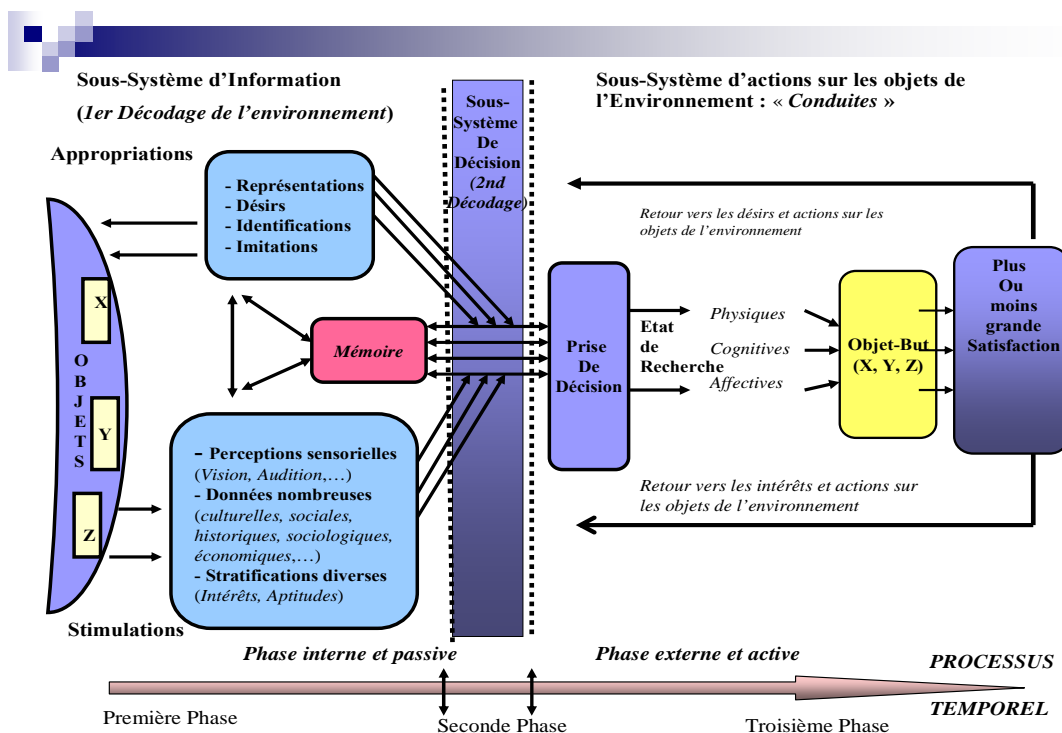 Sous-Système d'Information
(1er Décodage de l'environnement)
Appropriations
- Représentations
- Désirs
- Identifications
- Imitations
X
O
B
J
E
T
S
Y
Z
Mémoire
– Perceptions sensorielles
(Vision, Audition,…)
- Données nombreuses
(culturelles, sociales,
historiques, sociologiques,
économiques,…)
- Stratifications diverses
(Intérêts, Aptitudes)
Stimulations
Sous-
Système
De
Décision
(2nd
Décodage)
Sous-Système d'actions sur les objets de
l'Environnement : « Conduites »
Retour vers les désirs et actions sur les
objets de l'environnement
Prise
De
Décision
Etat
de
Recherche
Physiques
Cognitives
Affectives
Objet-But
(X, Y, Z)
Plus
Ou
moins
grande
Satisfaction
Retour vers les intérêts et actions sur
les objets de l'environnement
Phase interne et passive
Phase externe et active
PROCESSUS
TEMPOREL
Première Phase
Seconde Phase
Troisième Phase